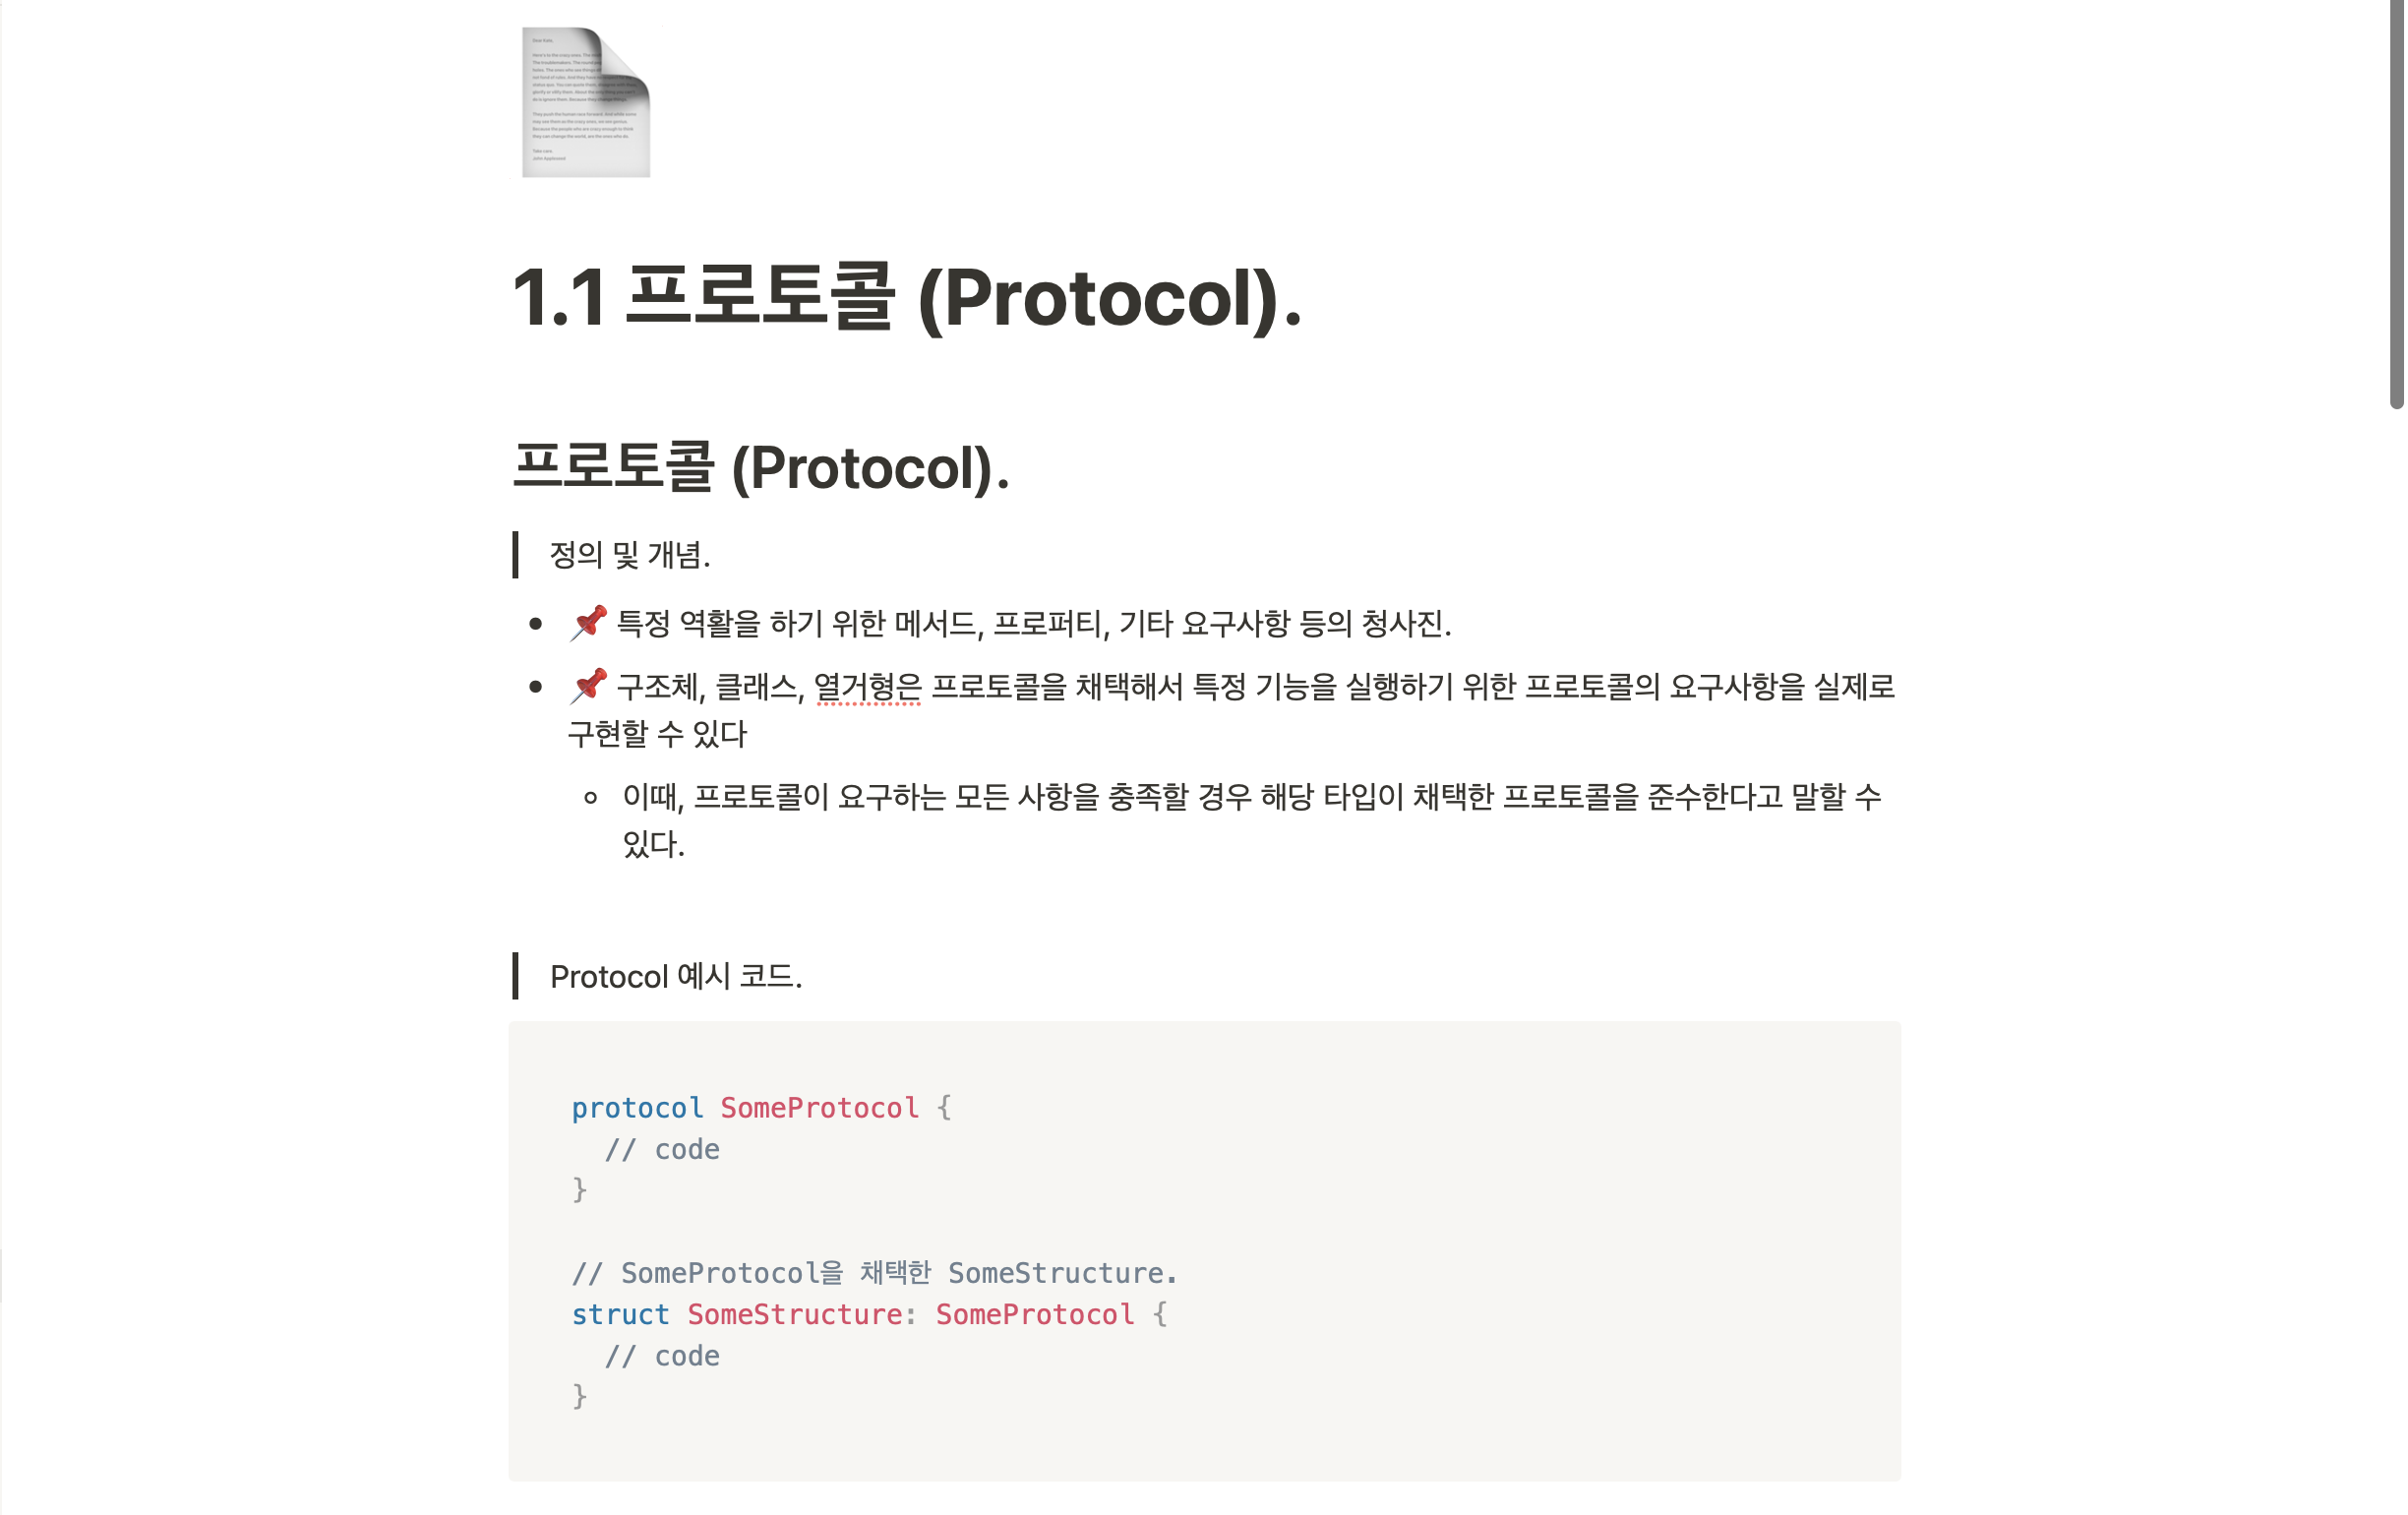 1.1 프로토콜 (Protocol).
프로토콜 (Protocol).
정의 및 개념.
• 📌 특정 역활을 하기 위한 메서드, 프로퍼티, 기타 요구사항 등의 청사진.
• 📌 구조체, 클래스, 열거형은 프로토콜을 채택해서 특정 기능을 실행하기 위한 프로토콜의 요구사항을 실제로
구현할 수 있다
◦ 이때, 프로토콜이 요구하는 모든 사항을 충족할 경우 해당 타입이 채택한 프로토콜을 준수한다고 말할 수
있다.
Protocol 예시 코드.
protocol SomeProtocol {
  // code
}
// SomeProtocol을 채택한 SomeStructure.
struct SomeStructure: SomeProtocol {
  // code
}